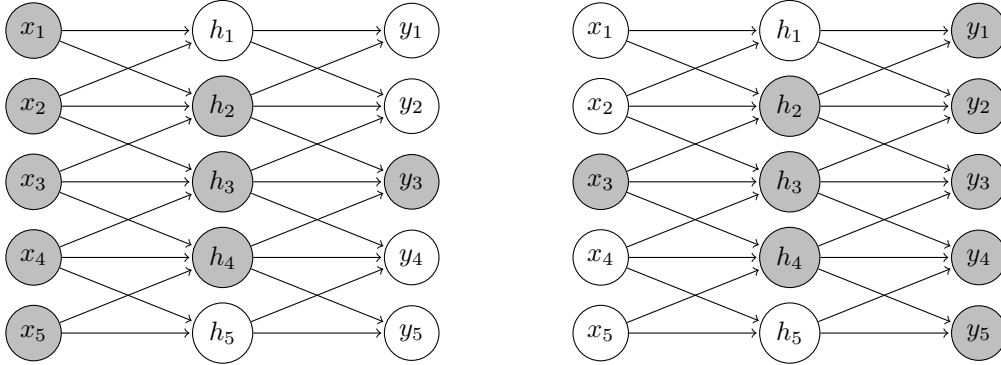 x₁ h₁ y₁ x₁ h₁ y₁
x₂ h₂ y₂ x₂ h₂ y₂
x₃ h₃ y₃ x₃ h₃ y₃
x₄ h₄ y₄ x₄ h₄ y₄
x₅ h₅ y₅ x₅ h₅ y₅